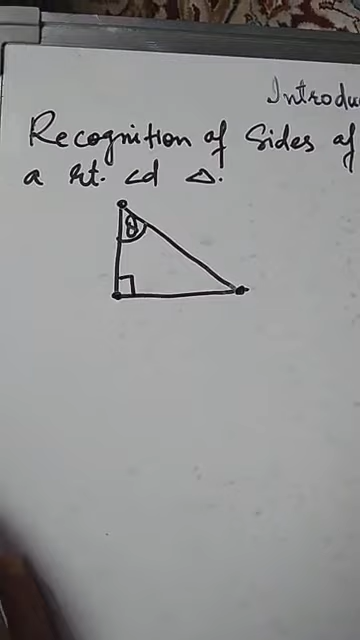 Introdu
Recognition of Sides of
a rt. ∠d △.
θ